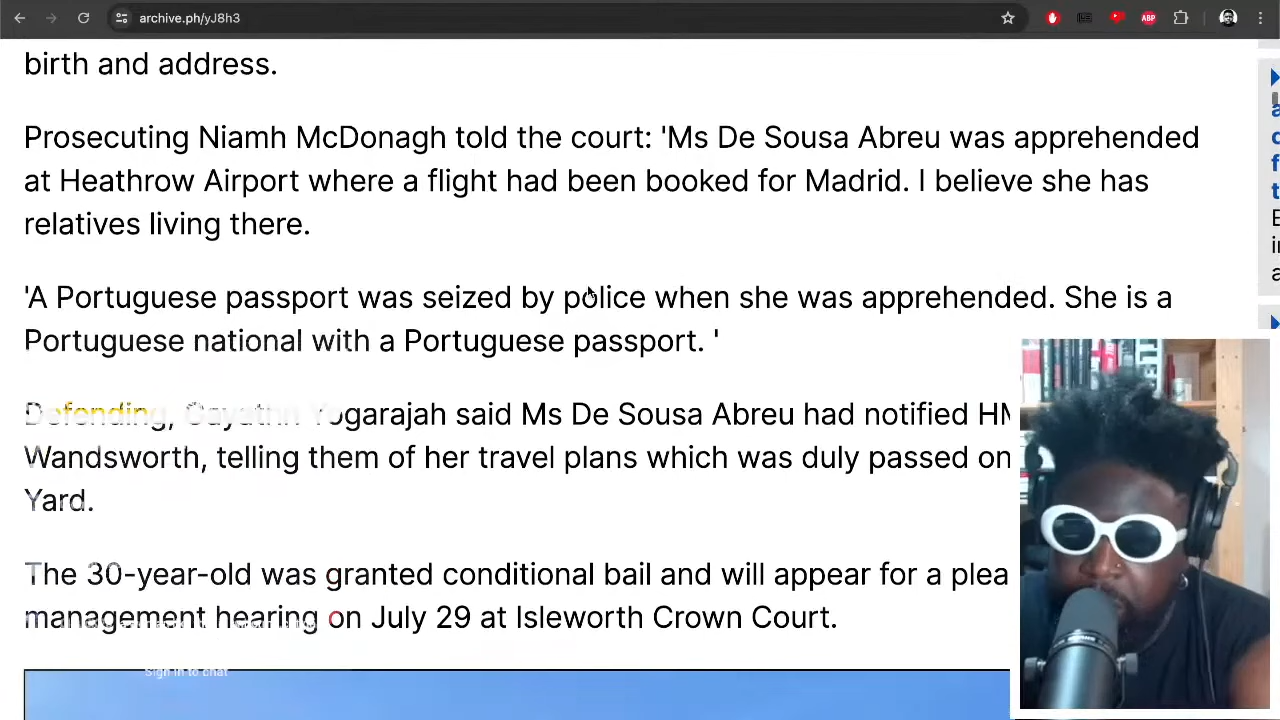 archive.ph/yJ8h3
ABP
birth and address.
Prosecuting Niamh McDonagh told the court: 'Ms De Sousa Abreu was apprehended
at Heathrow Airport where a flight had been booked for Madrid. I believe she has
relatives living there.
'A Portuguese passport was seized by police when she was apprehended. She is a
Portuguese national with a Portuguese passport. '
Defending, Gayathri Yogarajah said Ms De Sousa Abreu had notified HM
Wandsworth, telling them of her travel plans which was duly passed on
Yard.
The 30-year-old was granted conditional bail and will appear for a plea
management hearing on July 29 at Isleworth Crown Court.
Sign in to chat